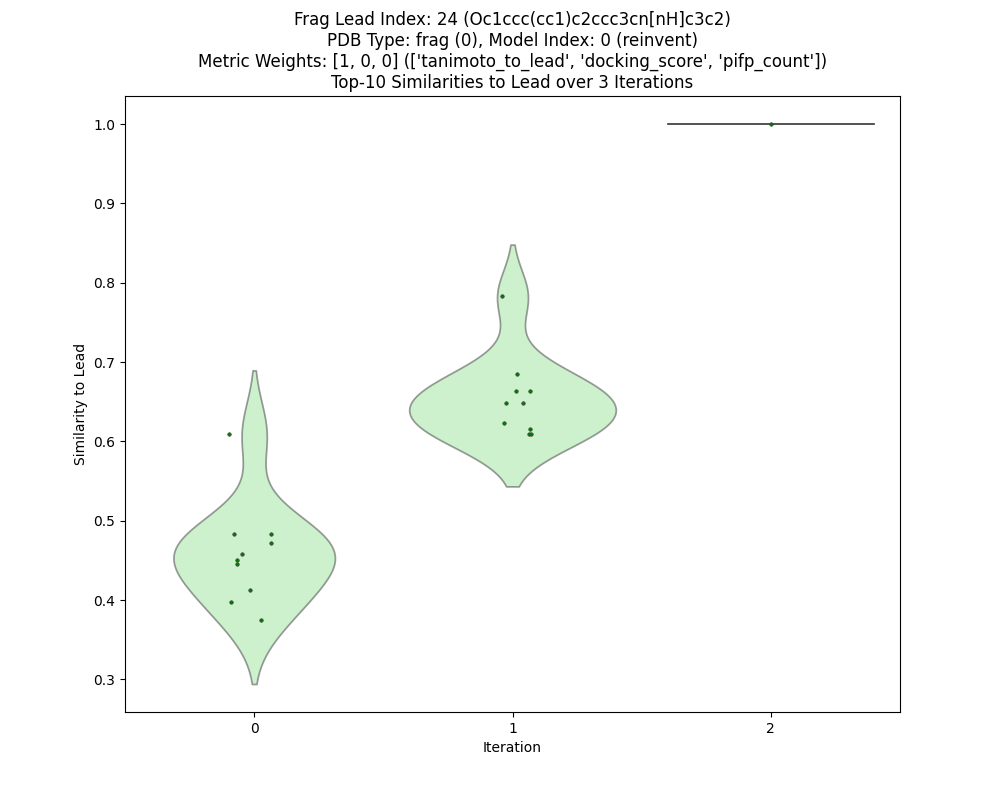 Frag Lead Index: 24 (Oc1ccc(cc1)c2ccc3cn[nH]c3c2)
PDB Type: frag (0), Model Index: 0 (reinvent)
Metric Weights: [1, 0, 0] (['tanimoto_to_lead', 'docking_score', 'pifp_count'])
Top-10 Similarities to Lead over 3 Iterations
1.0
0.9
0.8
0.7
0.6
0.5
0.4
0.3
Similarity to Lead
0 1 2
Iteration